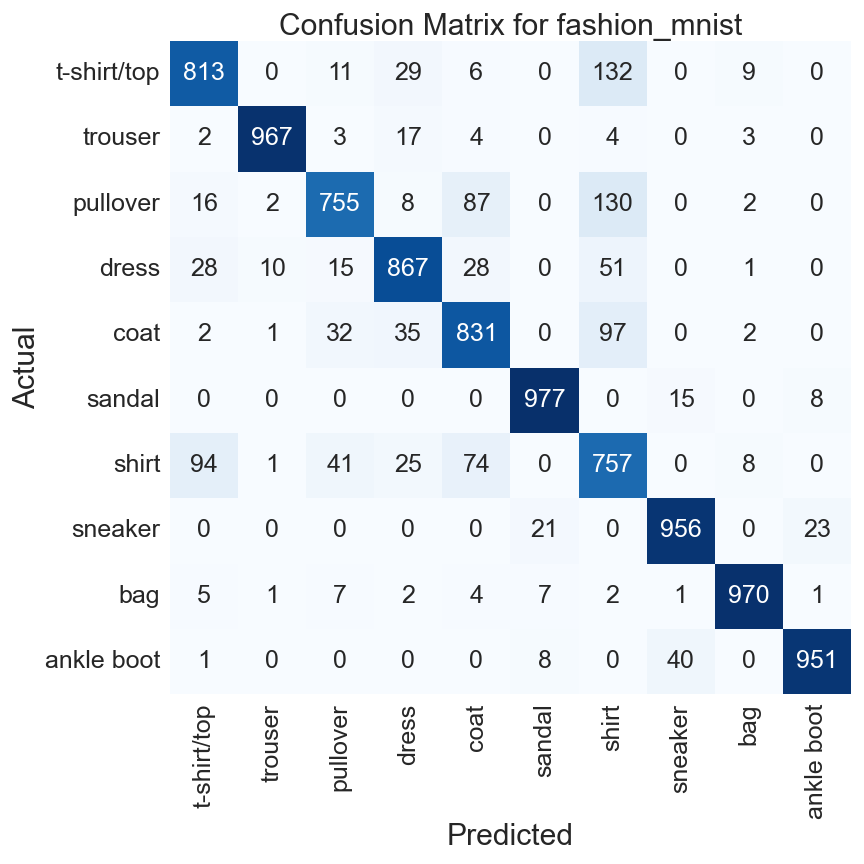 Confusion Matrix for fashion_mnist
t-shirt/top 813 0 11 29 6 0 132 0 9 0
trouser 2 967 3 17 4 0 4 0 3 0
pullover 16 2 755 8 87 0 130 0 2 0
dress 28 10 15 867 28 0 51 0 1 0
coat 2 1 32 35 831 0 97 0 2 0
sandal 0 0 0 0 0 977 0 15 0 8
shirt 94 1 41 25 74 0 757 0 8 0
sneaker 0 0 0 0 0 21 0 956 0 23
bag 5 1 7 2 4 7 2 1 970 1
ankle boot 1 0 0 0 0 8 0 40 0 951
Actual
t-shirt/top trouser pullover dress coat sandal shirt sneaker bag ankle boot
Predicted